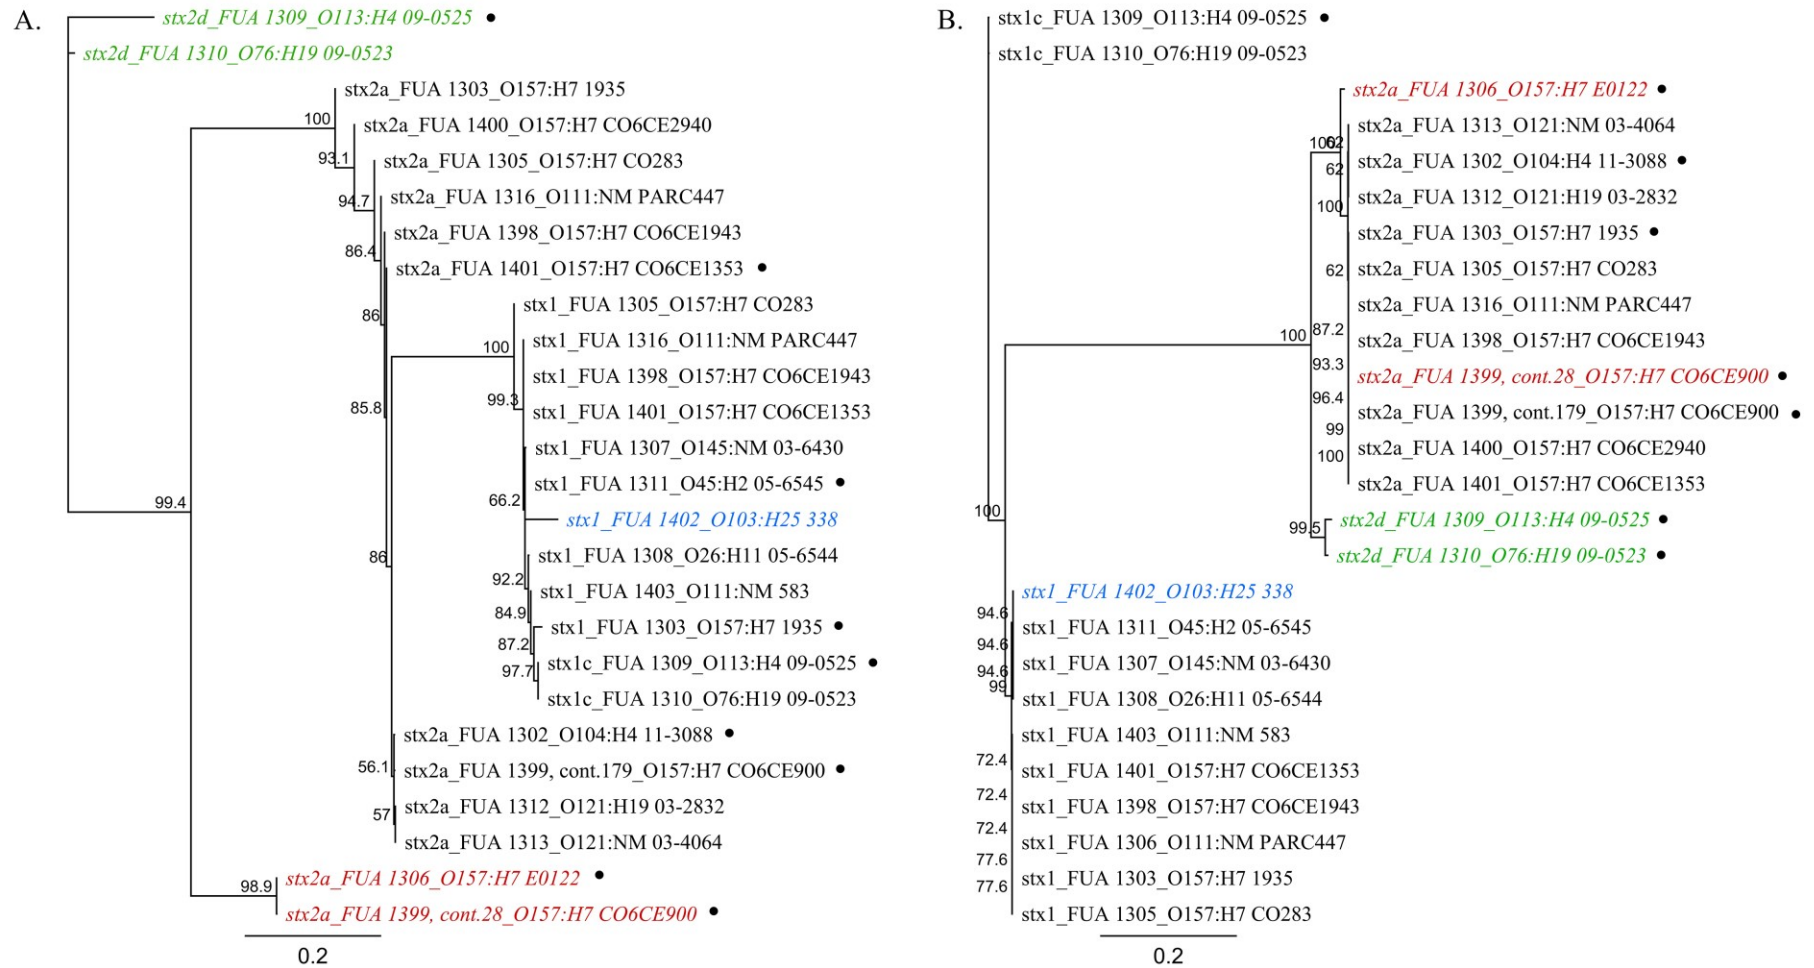 A.
stx2d_FUA 1309_O113:H4 09-0525 ●
stx2d_FUA 1310_O76:H19 09-0523
stx2a_FUA 1303_O157:H7 1935
100
stx2a_FUA 1400_O157:H7 CO6CE2940
93.1
stx2a_FUA 1305_O157:H7 CO283
94.7
stx2a_FUA 1316_O111:NM PARC447
86.4
stx2a_FUA 1398_O157:H7 CO6CE1943
stx2a_FUA 1401_O157:H7 CO6CE1353 ●
86
stx1_FUA 1305_O157:H7 CO283
100
stx1_FUA 1316_O111:NM PARC447
stx1_FUA 1398_O157:H7 CO6CE1943
99.3
stx1_FUA 1401_O157:H7 CO6CE1353
85.8
stx1_FUA 1307_O145:NM 03-6430
stx1_FUA 1311_O45:H2 05-6545 ●
66.2
99.4
stx1_FUA 1402_O103:H25 338
86
stx1_FUA 1308_O26:H11 05-6544
92.2
stx1_FUA 1403_O111:NM 583
84.9
stx1_FUA 1303_O157:H7 1935 ●
87.2
stx1c_FUA 1309_O113:H4 09-0525 ●
97.7
stx1c_FUA 1310_O76:H19 09-0523
stx2a_FUA 1302_O104:H4 11-3088 ●
56.1
stx2a_FUA 1399, cont.179_O157:H7 CO6CE900 ●
stx2a_FUA 1312_O121:H19 03-2832
57
stx2a_FUA 1313_O121:NM 03-4064
98.9
stx2a_FUA 1306_O157:H7 E0122 ●
stx2a_FUA 1399, cont.28_O157:H7 CO6CE900 ●
0.2
B.
stx1c_FUA 1309_O113:H4 09-0525 ●
stx1c_FUA 1310_O76:H19 09-0523
stx2a_FUA 1306_O157:H7 E0122 ●
stx2a_FUA 1313_O121:NM 03-4064
100
62
stx2a_FUA 1302_O104:H4 11-3088 ●
62
stx2a_FUA 1312_O121:H19 03-2832
100
stx2a_FUA 1303_O157:H7 1935 ●
stx2a_FUA 1305_O157:H7 CO283
62
stx2a_FUA 1316_O111:NM PARC447
100
87.2
stx2a_FUA 1398_O157:H7 CO6CE1943
93.3
stx2a_FUA 1399, cont.28_O157:H7 CO6CE900 ●
96.4
stx2a_FUA 1399, cont.179_O157:H7 CO6CE900 ●
99
stx2a_FUA 1400_O157:H7 CO6CE2940
100
stx2a_FUA 1401_O157:H7 CO6CE1353
100
stx2d_FUA 1309_O113:H4 09-0525 ●
99.5
stx2d_FUA 1310_O76:H19 09-0523 ●
stx1_FUA 1402_O103:H25 338
94.6
stx1_FUA 1311_O45:H2 05-6545
94.6
stx1_FUA 1307_O145:NM 03-6430
94.6
99
stx1_FUA 1308_O26:H11 05-6544
stx1_FUA 1403_O111:NM 583
72.4
stx1_FUA 1401_O157:H7 CO6CE1353
72.4
stx1_FUA 1398_O157:H7 CO6CE1943
72.4
stx1_FUA 1306_O111:NM PARC447
77.6
stx1_FUA 1303_O157:H7 1935
77.6
stx1_FUA 1305_O157:H7 CO283
0.2